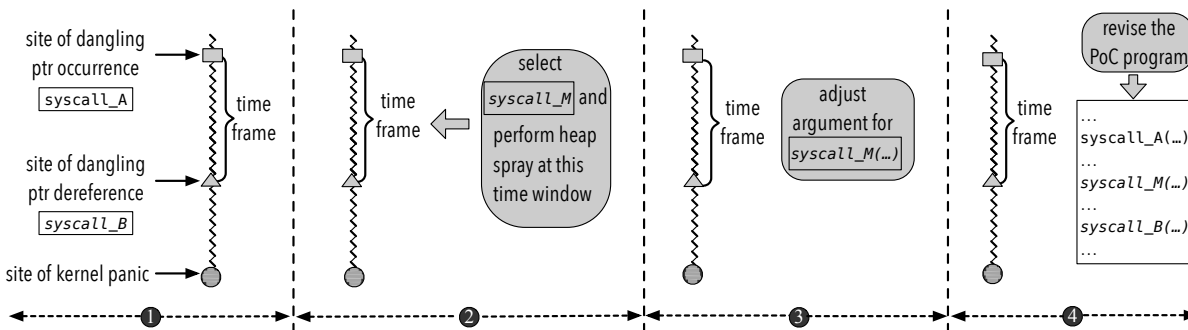 site of dangling
ptr occurrence
syscall_A
time
frame
site of dangling
ptr dereference
syscall_B
site of kernel panic
1
time
frame
select
syscall_M and
perform heap
spray at this
time window
2
time
frame
adjust
argument for
syscall_M(…)
3
time
frame
revise the
PoC program
…
syscall_A(…)
…
syscall_M(…)
…
syscall_B(…)
…
4